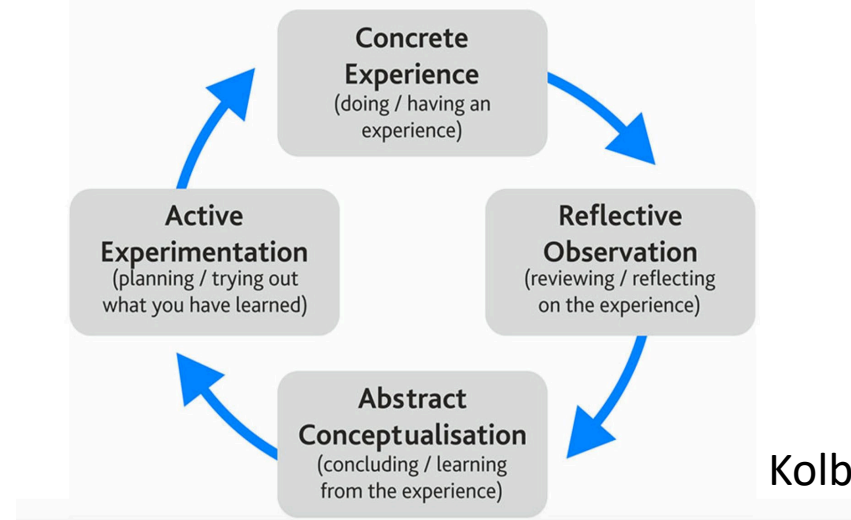 Concrete
Experience
(doing / having an
experience)
Active
Experimentation
(planning / trying out
what you have learned)
Reflective
Observation
(reviewing / reflecting
on the experience)
Abstract
Conceptualisation
(concluding / learning
from the experience)
Kolb